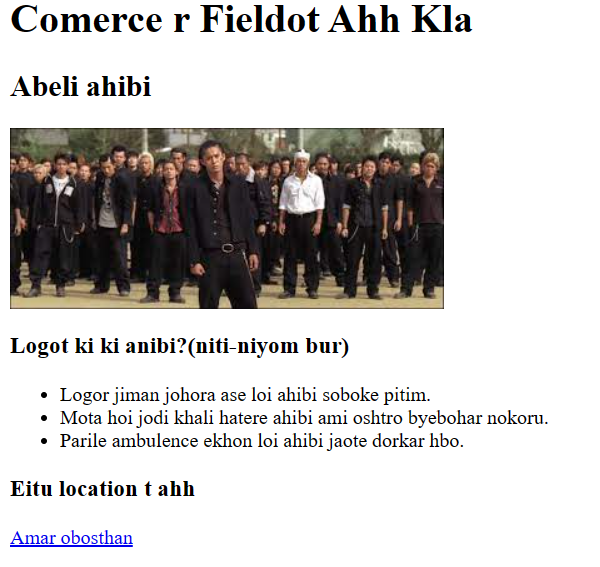 Comerce r Fieldot Ahh Kla
Abeli ahibi
Logot ki ki anibi?(niti-niyom bur)
Logor jiman johora ase loi ahibi soboke pitim.
Mota hoi jodi khali hatere ahibi ami oshtro byebohar nokoru.
Parile ambulence ekhon loi ahibi jaote dorkar hbo.
Eitu location t ahh
Amar obosthan